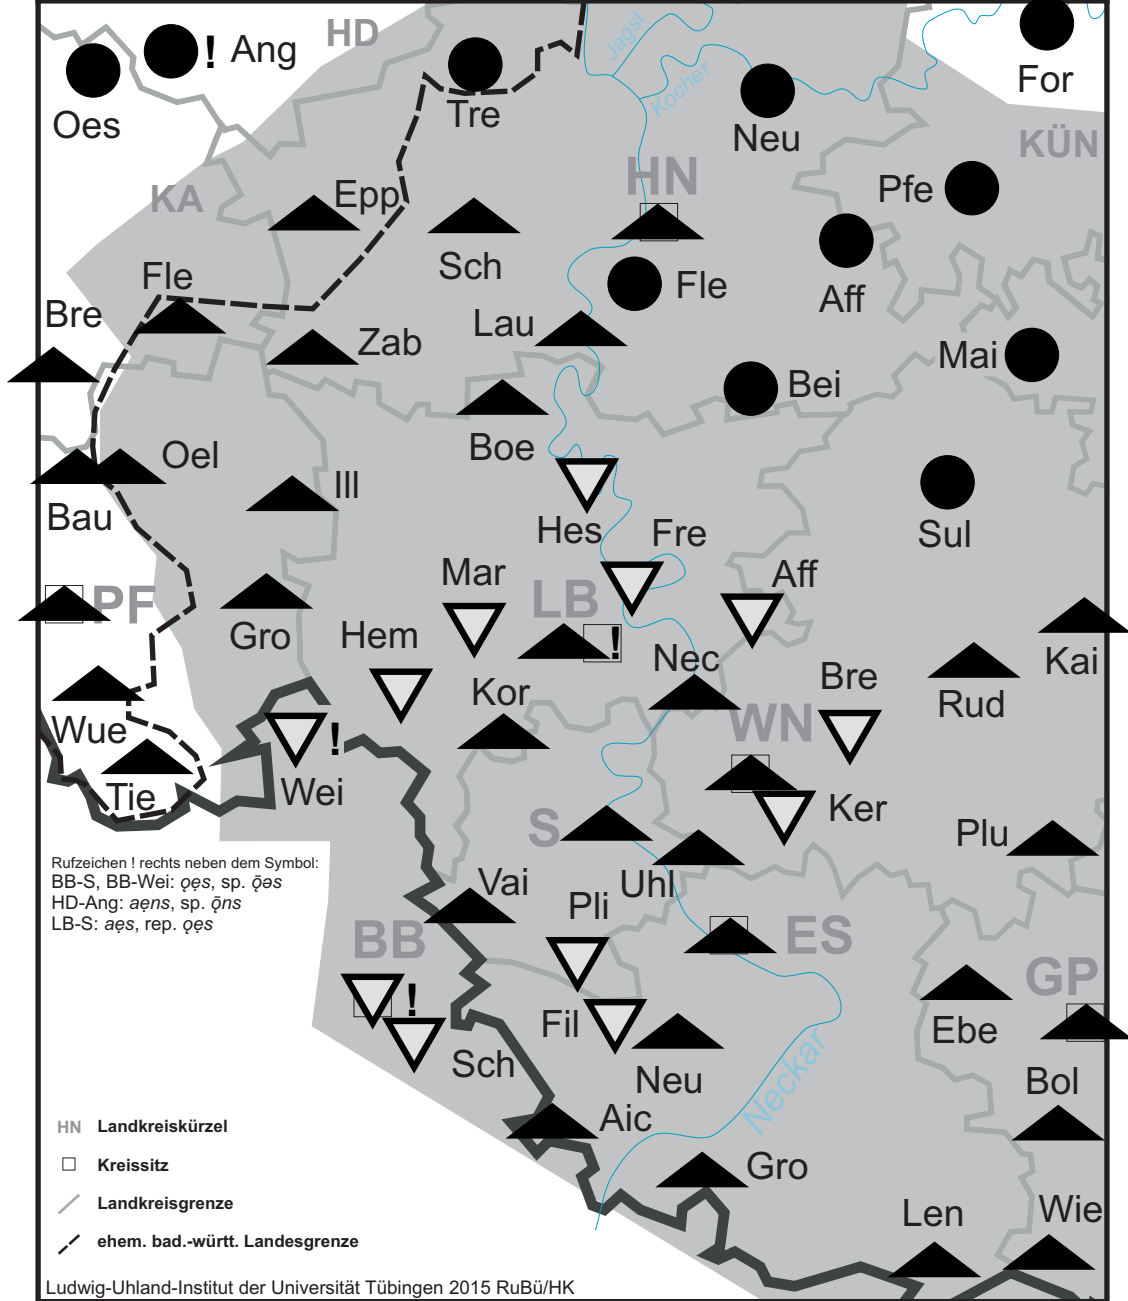 HD
! Ang
Oes
Tre
Jagst
Kocher
Neu
For
KÜN
KA
Epp
HN
Pfe
Sch
Fle
Fle
Aff
Bre
Lau
Zab
Mai
Bei
Boe
Oel
Ill
Bau
Hes
Fre
Sul
Mar
Aff
PF
LB
!
Gro
Hem
Nec
Kai
Kor
Bre
Rud
Wue
WN
!
Wei
Tie
Ker
S
Plu
Rufzeichen ! rechts neben dem Symbol:
BB-S, BB-Wei: ǫẹs, sp. ǭəs
HD-Ang: aẹns, sp. ǭns
LB-S: aẹs, rep. ǫẹs
Vai
Uhl
Pli
BB
ES
GP
!
Fil
Ebe
Sch
Neu
Neckar
Bol
Aic
Gro
Len
Wie
HN Landkreiskürzel
Kreissitz
Landkreisgrenze
ehem. bad.-württ. Landesgrenze
Ludwig-Uhland-Institut der Universität Tübingen 2015 RuBü/HK